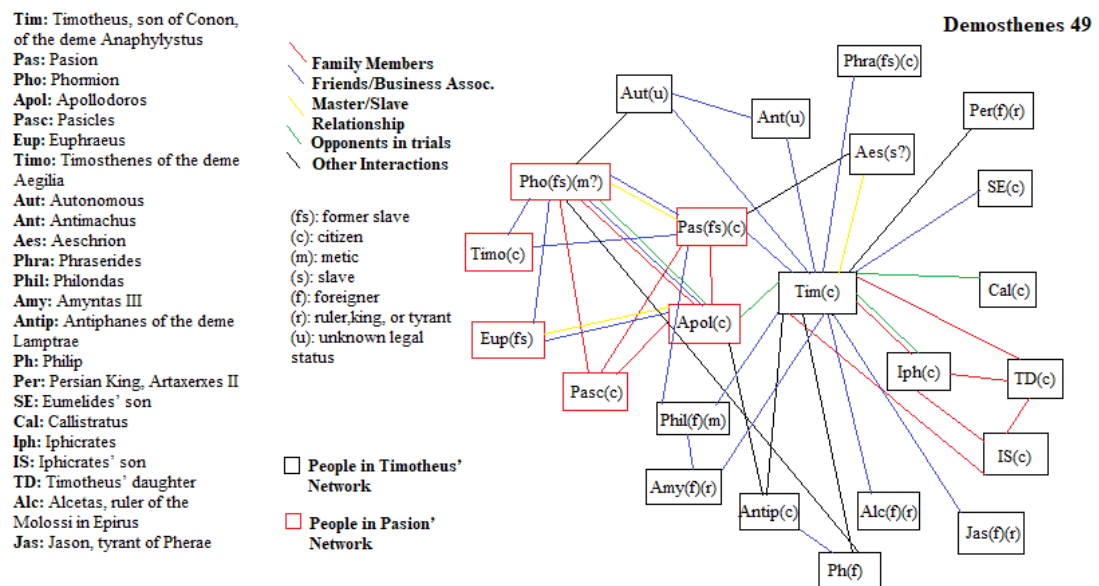 Tim: Timotheus, son of Conon,
of the deme Anaphylystus
Pas: Pasion
Pho: Phormion
Apol: Apollodoros
Pasc: Pasicles
Eup: Euphraeus
Timo: Timosthenes of the deme
Aegilia
Aut: Autonomous
Ant: Antimachus
Aes: Aeschrion
Phra: Phraserides
Phil: Philondas
Amy: Amyntas III
Antip: Antiphanes of the deme
Lamptrae
Ph: Philip
Per: Persian King, Artaxerxes II
SE: Eumelides' son
Cal: Callistratus
Iph: Iphicrates
IS: Iphicrates' son
TD: Timotheus' daughter
Alc: Alcetas, ruler of the
Molossi in Epirus
Jas: Jason, tyrant of Pherae
Family Members
Friends/Business Assoc.
Master/Slave
Relationship
Opponents in trials
Other Interactions
(fs): former slave
(c): citizen
(m): metic
(s): slave
(f): foreigner
(r): ruler,king, or tyrant
(u): unknown legal
status
People in Timotheus'
Network
People in Pasion'
Network
Demosthenes 49
Phra(fs)(c)
Aut(u)
Ant(u)
Per(f)(r)
Aes(s?)
Pho(fs)(m?)
SE(c)
Pas(fs)(c)
Timo(c)
Tim(c)
Cal(c)
Apol(c)
Eup(fs)
Iph(c)
TD(c)
Pasc(c)
Phil(f)(m)
IS(c)
Amy(f)(r)
Antip(c)
Alc(f)(r)
Jas(f)(r)
Ph(f)